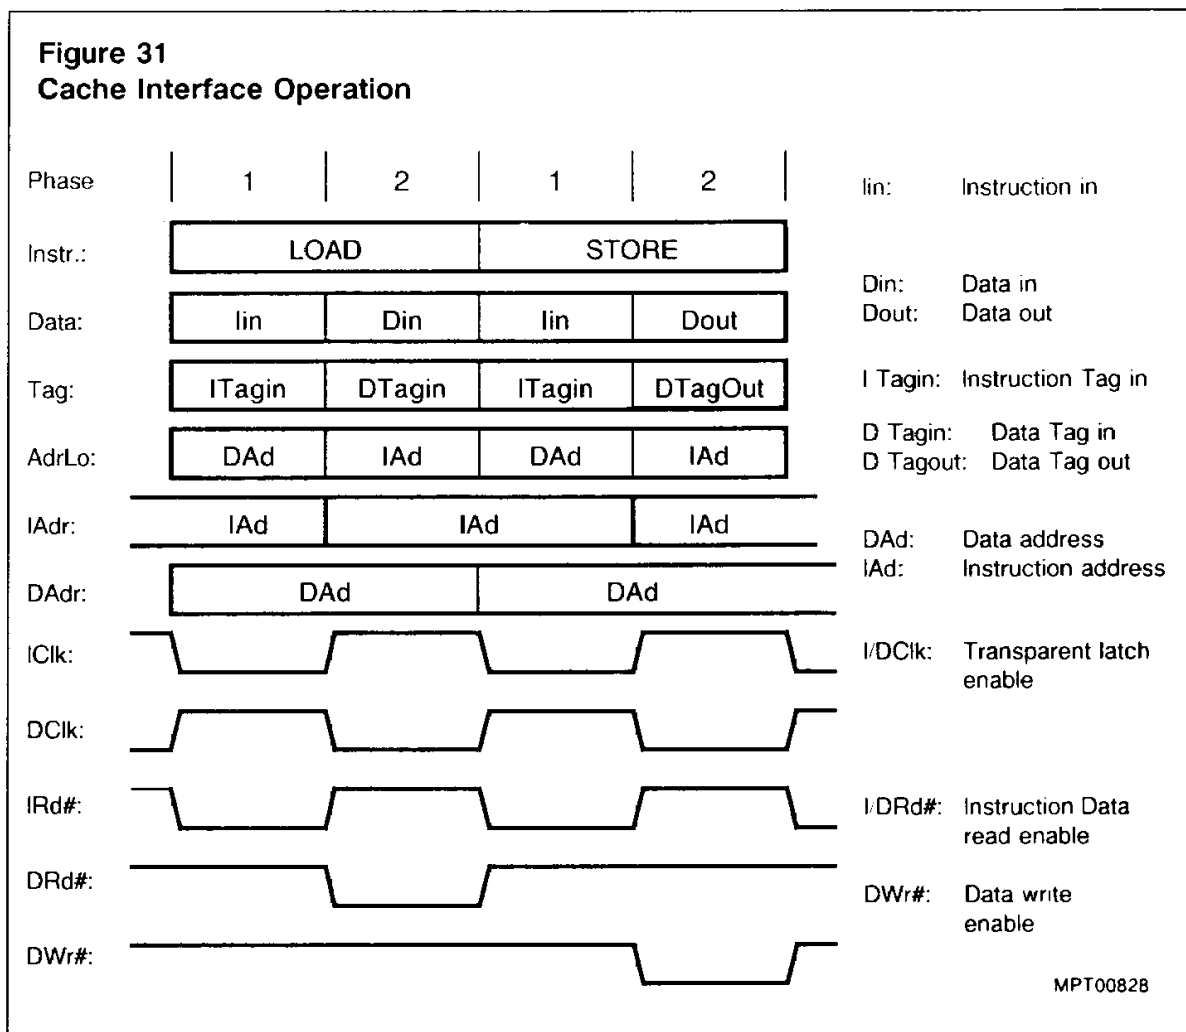 Figure 31
Cache Interface Operation
Phase 1 2 1 2
Iin: Instruction in
Instr.: LOAD STORE
Din: Data in
Data: Iin Din Iin Dout
Dout: Data out
Tag: ITagin DTagin ITagin DTagOut
I Tagin: Instruction Tag in
D Tagin: Data Tag in
AdrLo: DAd IAd DAd IAd
D Tagout: Data Tag out
IAdr: IAd IAd IAd
DAd: Data address
IAd: Instruction address
DAdr: DAd DAd
IClk:
I/DClk: Transparent latch
enable
DClk:
IRd#:
I/DRd#: Instruction Data
read enable
DRd#:
DWr#: Data write
enable
DWr#:
MPT00828